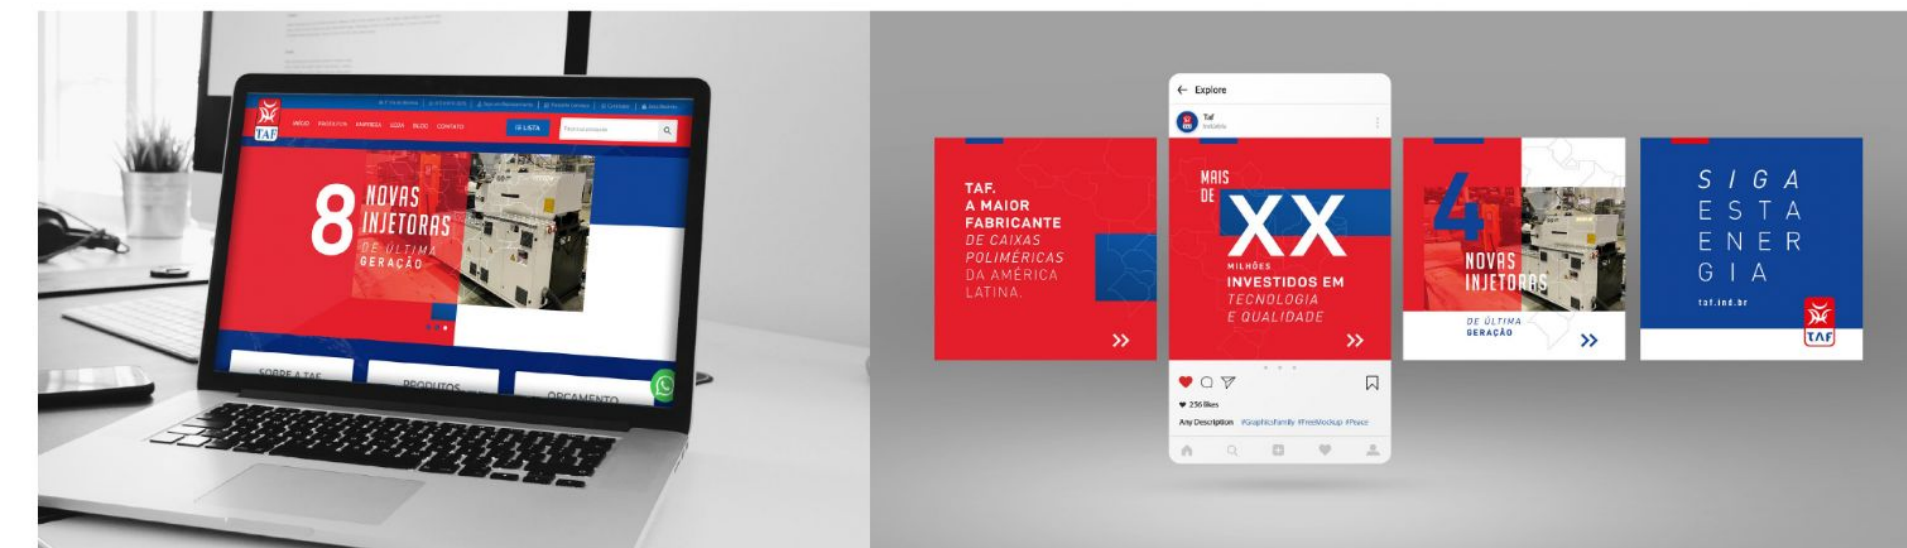 TAF
INÍCIO PRODUTOS EMPRESA GUIA BLOG CONTATO
LISTA
8
NOVAS
INJETORAS
DE ÚLTIMA
GERAÇÃO
SOBRE A TAF
PRODUTOS
ORÇAMENTO
TAF.
A MAIOR
FABRICANTE
DE CAIXAS
POLIMÉRICAS
DA AMÉRICA
LATINA.
Explore
Taf
Indústria
MAIS
DE
XX
MILHÕES
INVESTIDOS EM
TECNOLOGIA
E QUALIDADE
256 likes
Any Description #Graphicsfamily #FreeMockup #Peace
4
NOVAS
INJETORAS
DE ÚLTIMA
GERAÇÃO
SIGA
ESTA
ENER
GIA
taf.ind.br
TAF